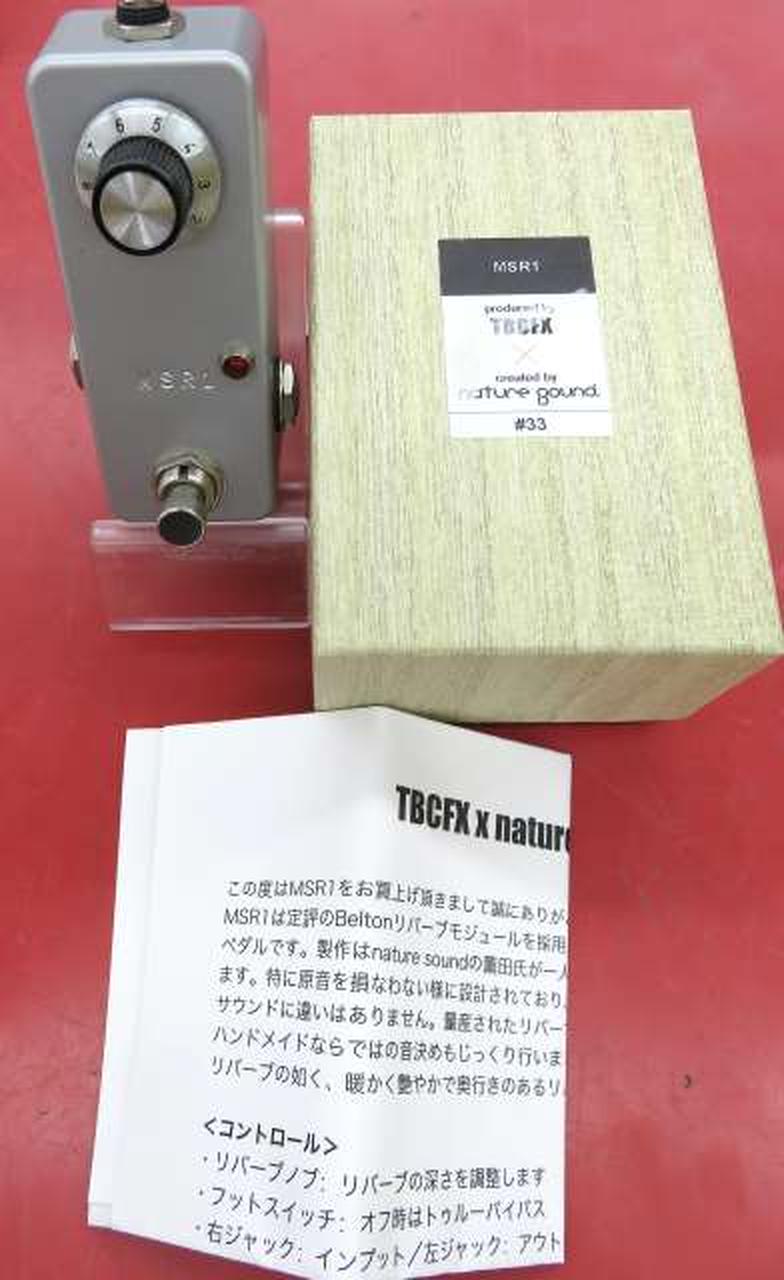 6 5
7 4
8 3
2
MSR1
MSR1
produced by
TBCFX
×
created by
nature sound
#33
TBCFX x nature
この度はMSR1をお買上げ頂きまして誠にありが
MSR1は定評のBeltonリバーブモジュールを採用
ペダルです。製作はnature soundの薗田氏が一人
ます。特に原音を損なわない様に設計されており、
サウンドに違いはありません。量産されたリバー
ハンドメイドならではの音決めもじっくり行いま
リバーブの如く、暖かく艶やかで奥行きのあるリ
<コントロール>
・リバーブノブ: リバーブの深さを調整します
・フットスイッチ: オフ時はトゥルーバイパス
・右ジャック: インプット/左ジャック: アウト